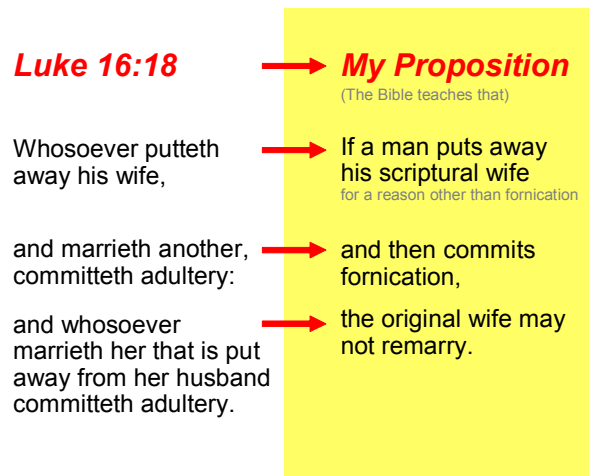 Luke 16:18
My Proposition
(The Bible teaches that)
Whosoever putteth
away his wife,
If a man puts away
his scriptural wife
for a reason other than fornication
and marrieth another,
committeth adultery:
and then commits
fornication,
and whosoever
marrieth her that is put
away from her husband
committeth adultery.
the original wife may
not remarry.